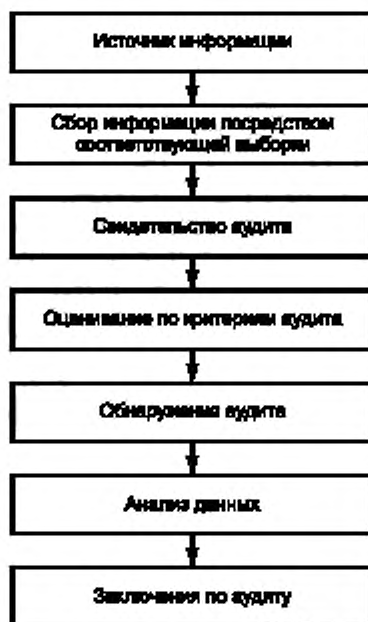 Источник информации
Сбор информации посредством
соответствующей выборки
Свидетельство аудита
Оценивание по критериям аудита
Обнаружения аудита
Анализ данных
Заключения по аудиту